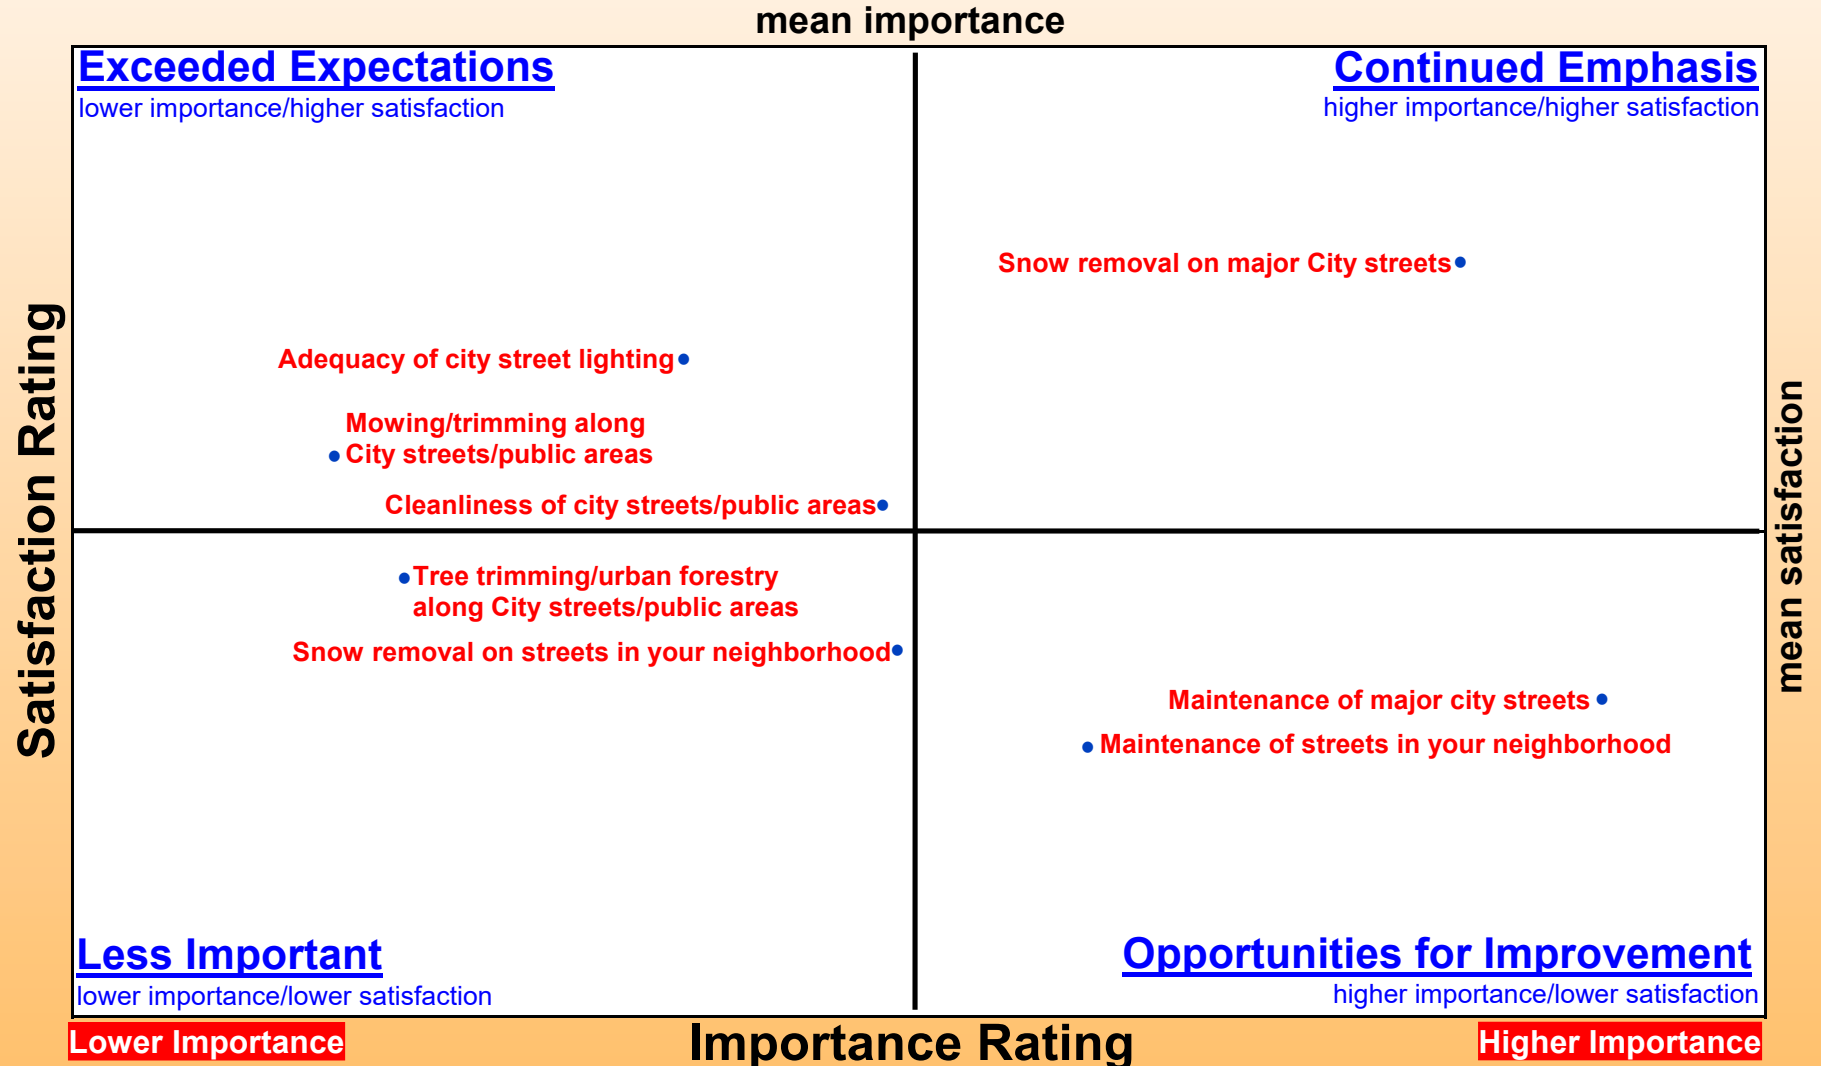 mean importance
Exceeded Expectations
lower importance/higher satisfaction
Continued Emphasis
higher importance/higher satisfaction
Snow removal on major City streets
Adequacy of city street lighting
Mowing/trimming along
City streets/public areas
Cleanliness of city streets/public areas
Satisfaction Rating
mean satisfaction
Tree trimming/urban forestry
along City streets/public areas
Snow removal on streets in your neighborhood
Maintenance of major city streets
Maintenance of streets in your neighborhood
Less Important
lower importance/lower satisfaction
Opportunities for Improvement
higher importance/lower satisfaction
Lower Importance
Importance Rating
Higher Importance